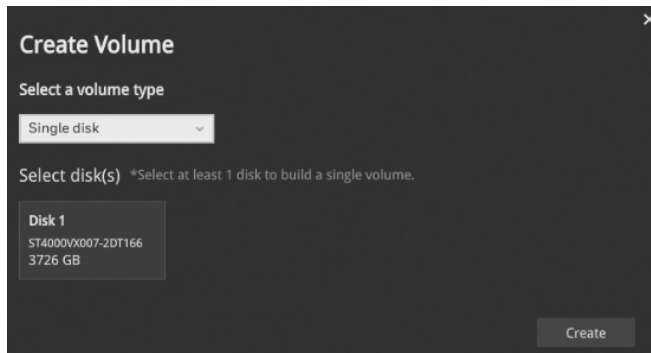 Create Volume
Select a volume type
Single disk
Select disk(s) *Select at least 1 disk to build a single volume.
Disk 1
ST4000VX007-2DT166
3726 GB
Create